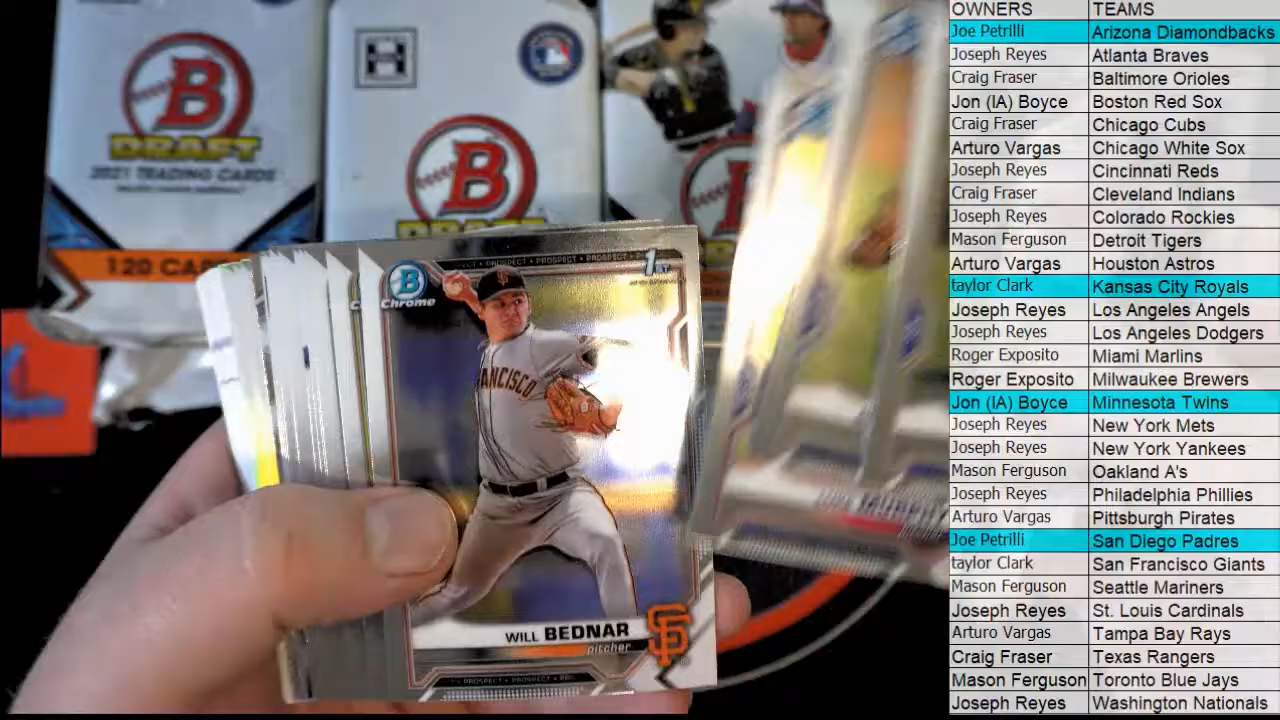 B
DRAFT
2021 TRADING CARDS
120 CA
H
B
DRAFT
B
PROSPECT · PROSPECT · PROSPECT · PROSPECT
1ST
B
Chrome
ANCISCO
WILL BEDNAR
pitcher
SF
PROSPECT · PROSPECT
OWNERS TEAMS
Joe Petrilli Arizona Diamondbacks
Joseph Reyes Atlanta Braves
Craig Fraser Baltimore Orioles
Jon (IA) Boyce Boston Red Sox
Craig Fraser Chicago Cubs
Arturo Vargas Chicago White Sox
Joseph Reyes Cincinnati Reds
Craig Fraser Cleveland Indians
Joseph Reyes Colorado Rockies
Mason Ferguson Detroit Tigers
Arturo Vargas Houston Astros
taylor Clark Kansas City Royals
Joseph Reyes Los Angeles Angels
Joseph Reyes Los Angeles Dodgers
Roger Exposito Miami Marlins
Roger Exposito Milwaukee Brewers
Jon (IA) Boyce Minnesota Twins
Joseph Reyes New York Mets
Joseph Reyes New York Yankees
Mason Ferguson Oakland A's
Joseph Reyes Philadelphia Phillies
Arturo Vargas Pittsburgh Pirates
Joe Petrilli San Diego Padres
taylor Clark San Francisco Giants
Mason Ferguson Seattle Mariners
Joseph Reyes St. Louis Cardinals
Arturo Vargas Tampa Bay Rays
Craig Fraser Texas Rangers
Mason Ferguson Toronto Blue Jays
Joseph Reyes Washington Nationals